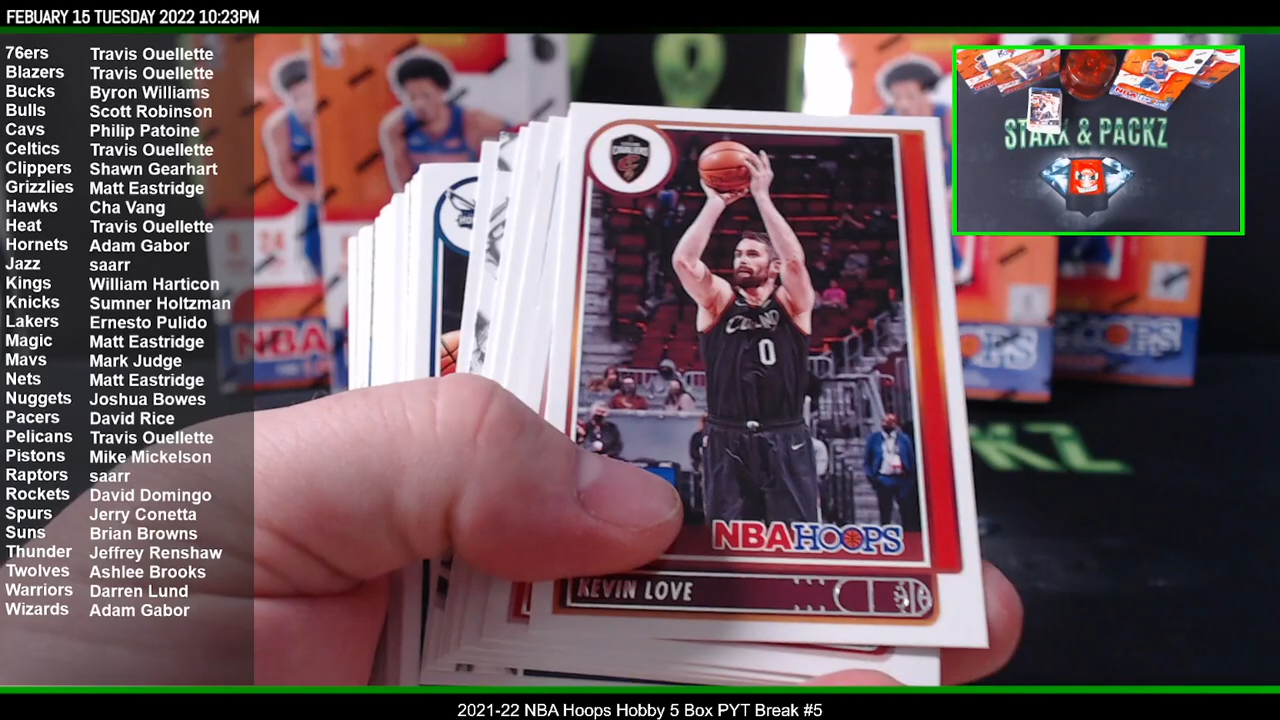 FEBUARY 15 TUESDAY 2022 10:23PM
76ers Travis Ouellette
Blazers Travis Ouellette
Bucks Byron Williams
Bulls Scott Robinson
Cavs Philip Patoine
Celtics Travis Ouellette
Clippers Shawn Gearhart
Grizzlies Matt Eastridge
Hawks Cha Vang
Heat Travis Ouellette
Hornets Adam Gabor
Jazz saarr
Kings William Harticon
Knicks Sumner Holtzman
Lakers Ernesto Pulido
Magic Matt Eastridge
Mavs Mark Judge
Nets Matt Eastridge
Nuggets Joshua Bowes
Pacers David Rice
Pelicans Travis Ouellette
Pistons Mike Mickelson
Raptors saarr
Rockets David Domingo
Spurs Jerry Conetta
Suns Brian Browns
Thunder Jeffrey Renshaw
Twolves Ashlee Brooks
Warriors Darren Lund
Wizards Adam Gabor
CAVALIERS
0
NBA HOOPS
KEVIN LOVE
NBA
STAXX & PACKZ
2021-22 NBA Hoops Hobby 5 Box PYT Break #5